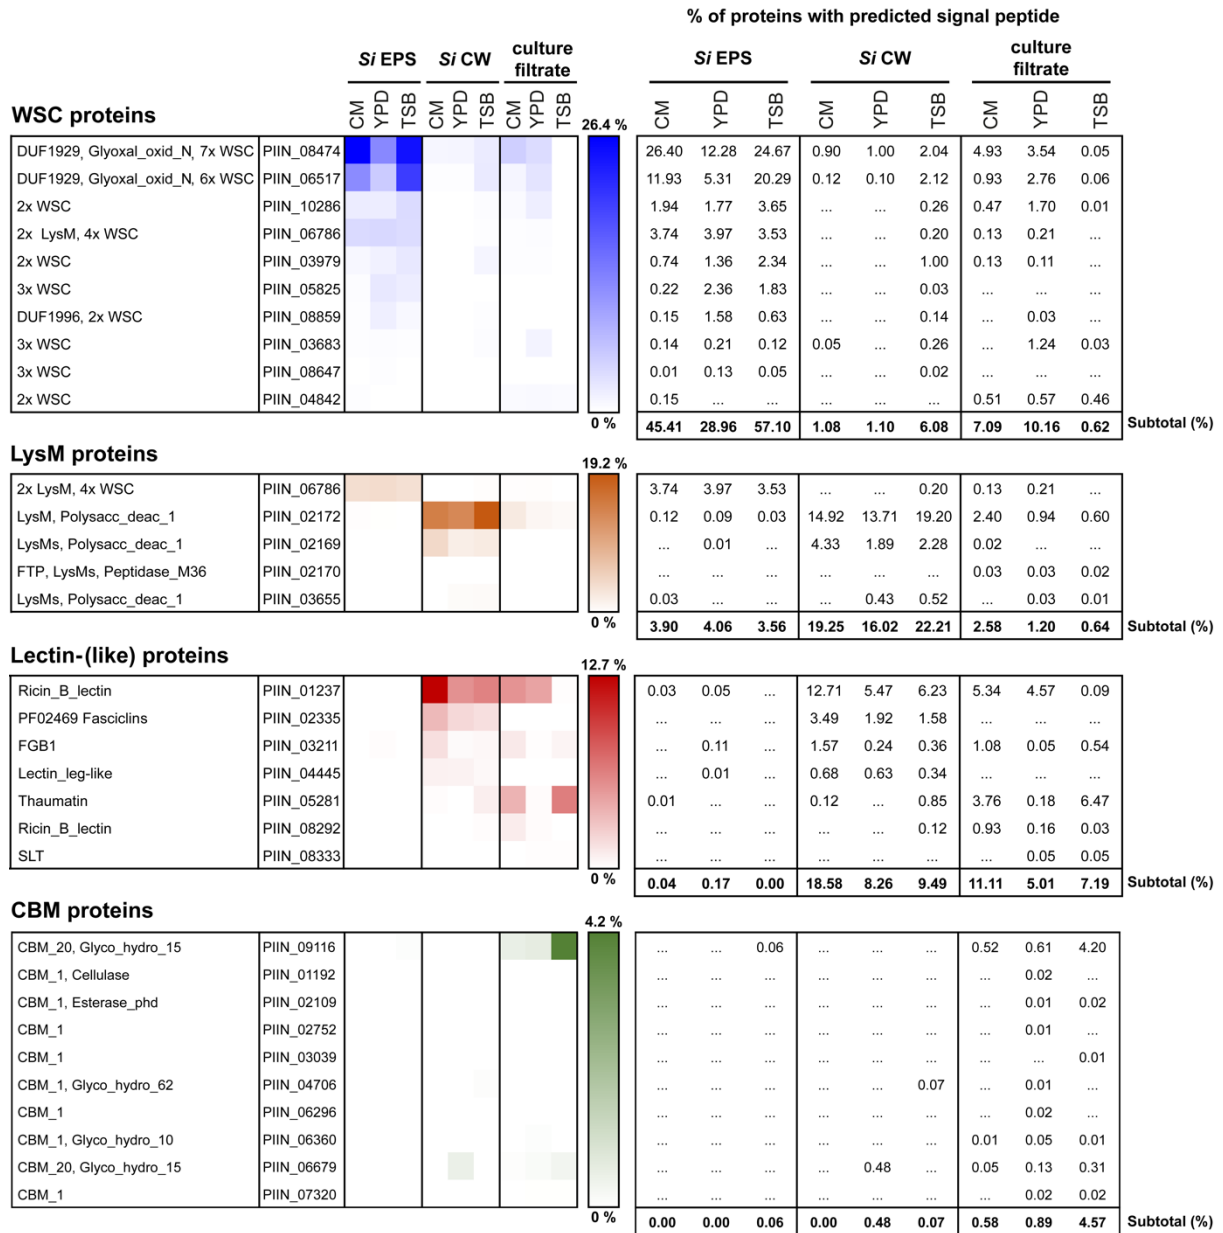 % of proteins with predicted signal peptide
Si EPS Si CW culture filtrate Si EPS Si CW culture filtrate
CM YPD TSB CM YPD TSB CM YPD TSB CM YPD TSB CM YPD TSB CM YPD TSB
WSC proteins
26.4 %
DUF1929, Glyoxal_oxid_N, 7x WSC PIIN_08474 26.40 12.28 24.67 0.90 1.00 2.04 4.93 3.54 0.05
DUF1929, Glyoxal_oxid_N, 6x WSC PIIN_06517 11.93 5.31 20.29 0.12 0.10 2.12 0.93 2.76 0.06
2x WSC PIIN_10286 1.94 1.77 3.65 ... ... 0.26 0.47 1.70 0.01
2x LysM, 4x WSC PIIN_06786 3.74 3.97 3.53 ... ... 0.20 0.13 0.21 ...
2x WSC PIIN_03979 0.74 1.36 2.34 ... ... 1.00 0.13 0.11 ...
3x WSC PIIN_05825 0.22 2.36 1.83 ... ... 0.03 ... ... ...
DUF1996, 2x WSC PIIN_08859 0.15 1.58 0.63 ... ... 0.14 ... 0.03 ...
3x WSC PIIN_03683 0.14 0.21 0.12 0.05 ... 0.26 ... 1.24 0.03
3x WSC PIIN_08647 0.01 0.13 0.05 ... ... 0.02 ... ... ...
2x WSC PIIN_04842 0.15 ... ... ... ... ... 0.51 0.57 0.46
0 % 45.41 28.96 57.10 1.08 1.10 6.08 7.09 10.16 0.62 Subtotal (%)
LysM proteins
19.2 %
2x LysM, 4x WSC PIIN_06786 3.74 3.97 3.53 ... ... 0.20 0.13 0.21 ...
LysM, Polysacc_deac_1 PIIN_02172 0.12 0.09 0.03 14.92 13.71 19.20 2.40 0.94 0.60
LysMs, Polysacc_deac_1 PIIN_02169 ... 0.01 ... 4.33 1.89 2.28 0.02 ... ...
FTP, LysMs, Peptidase_M36 PIIN_02170 ... ... ... ... ... ... 0.03 0.03 0.02
LysMs, Polysacc_deac_1 PIIN_03655 0.03 ... ... ... 0.43 0.52 ... 0.03 0.01
0 % 3.90 4.06 3.56 19.25 16.02 22.21 2.58 1.20 0.64 Subtotal (%)
Lectin-(like) proteins
12.7 %
Ricin_B_lectin PIIN_01237 0.03 0.05 ... 12.71 5.47 6.23 5.34 4.57 0.09
PF02469 Fasciclins PIIN_02335 ... ... ... 3.49 1.92 1.58 ... ... ...
FGB1 PIIN_03211 ... 0.11 ... 1.57 0.24 0.36 1.08 0.05 0.54
Lectin_leg-like PIIN_04445 ... 0.01 ... 0.68 0.63 0.34 ... ... ...
Thaumatin PIIN_05281 0.01 ... ... 0.12 ... 0.85 3.76 0.18 6.47
Ricin_B_lectin PIIN_08292 ... ... ... ... ... 0.12 0.93 0.16 0.03
SLT PIIN_08333 ... ... ... ... ... ... ... 0.05 0.05
0 % 0.04 0.17 0.00 18.58 8.26 9.49 11.11 5.01 7.19 Subtotal (%)
CBM proteins
4.2 %
CBM_20, Glyco_hydro_15 PIIN_09116 ... ... 0.06 ... ... ... 0.52 0.61 4.20
CBM_1, Cellulase PIIN_01192 ... ... ... ... ... ... ... 0.02 ...
CBM_1, Esterase_phd PIIN_02109 ... ... ... ... ... ... ... 0.01 0.02
CBM_1 PIIN_02752 ... ... ... ... ... ... ... 0.01 ...
CBM_1 PIIN_03039 ... ... ... ... ... ... ... ... 0.01
CBM_1, Glyco_hydro_62 PIIN_04706 ... ... ... ... ... 0.07 ... 0.01 ...
CBM_1 PIIN_06296 ... ... ... ... ... ... ... 0.02 ...
CBM_1, Glyco_hydro_10 PIIN_06360 ... ... ... ... ... ... 0.01 0.05 0.01
CBM_20, Glyco_hydro_15 PIIN_06679 ... ... ... ... 0.48 ... 0.05 0.13 0.31
CBM_1 PIIN_07320 ... ... ... ... ... ... ... 0.02 0.02
0 % 0.00 0.00 0.06 0.00 0.48 0.07 0.58 0.89 4.57 Subtotal (%)